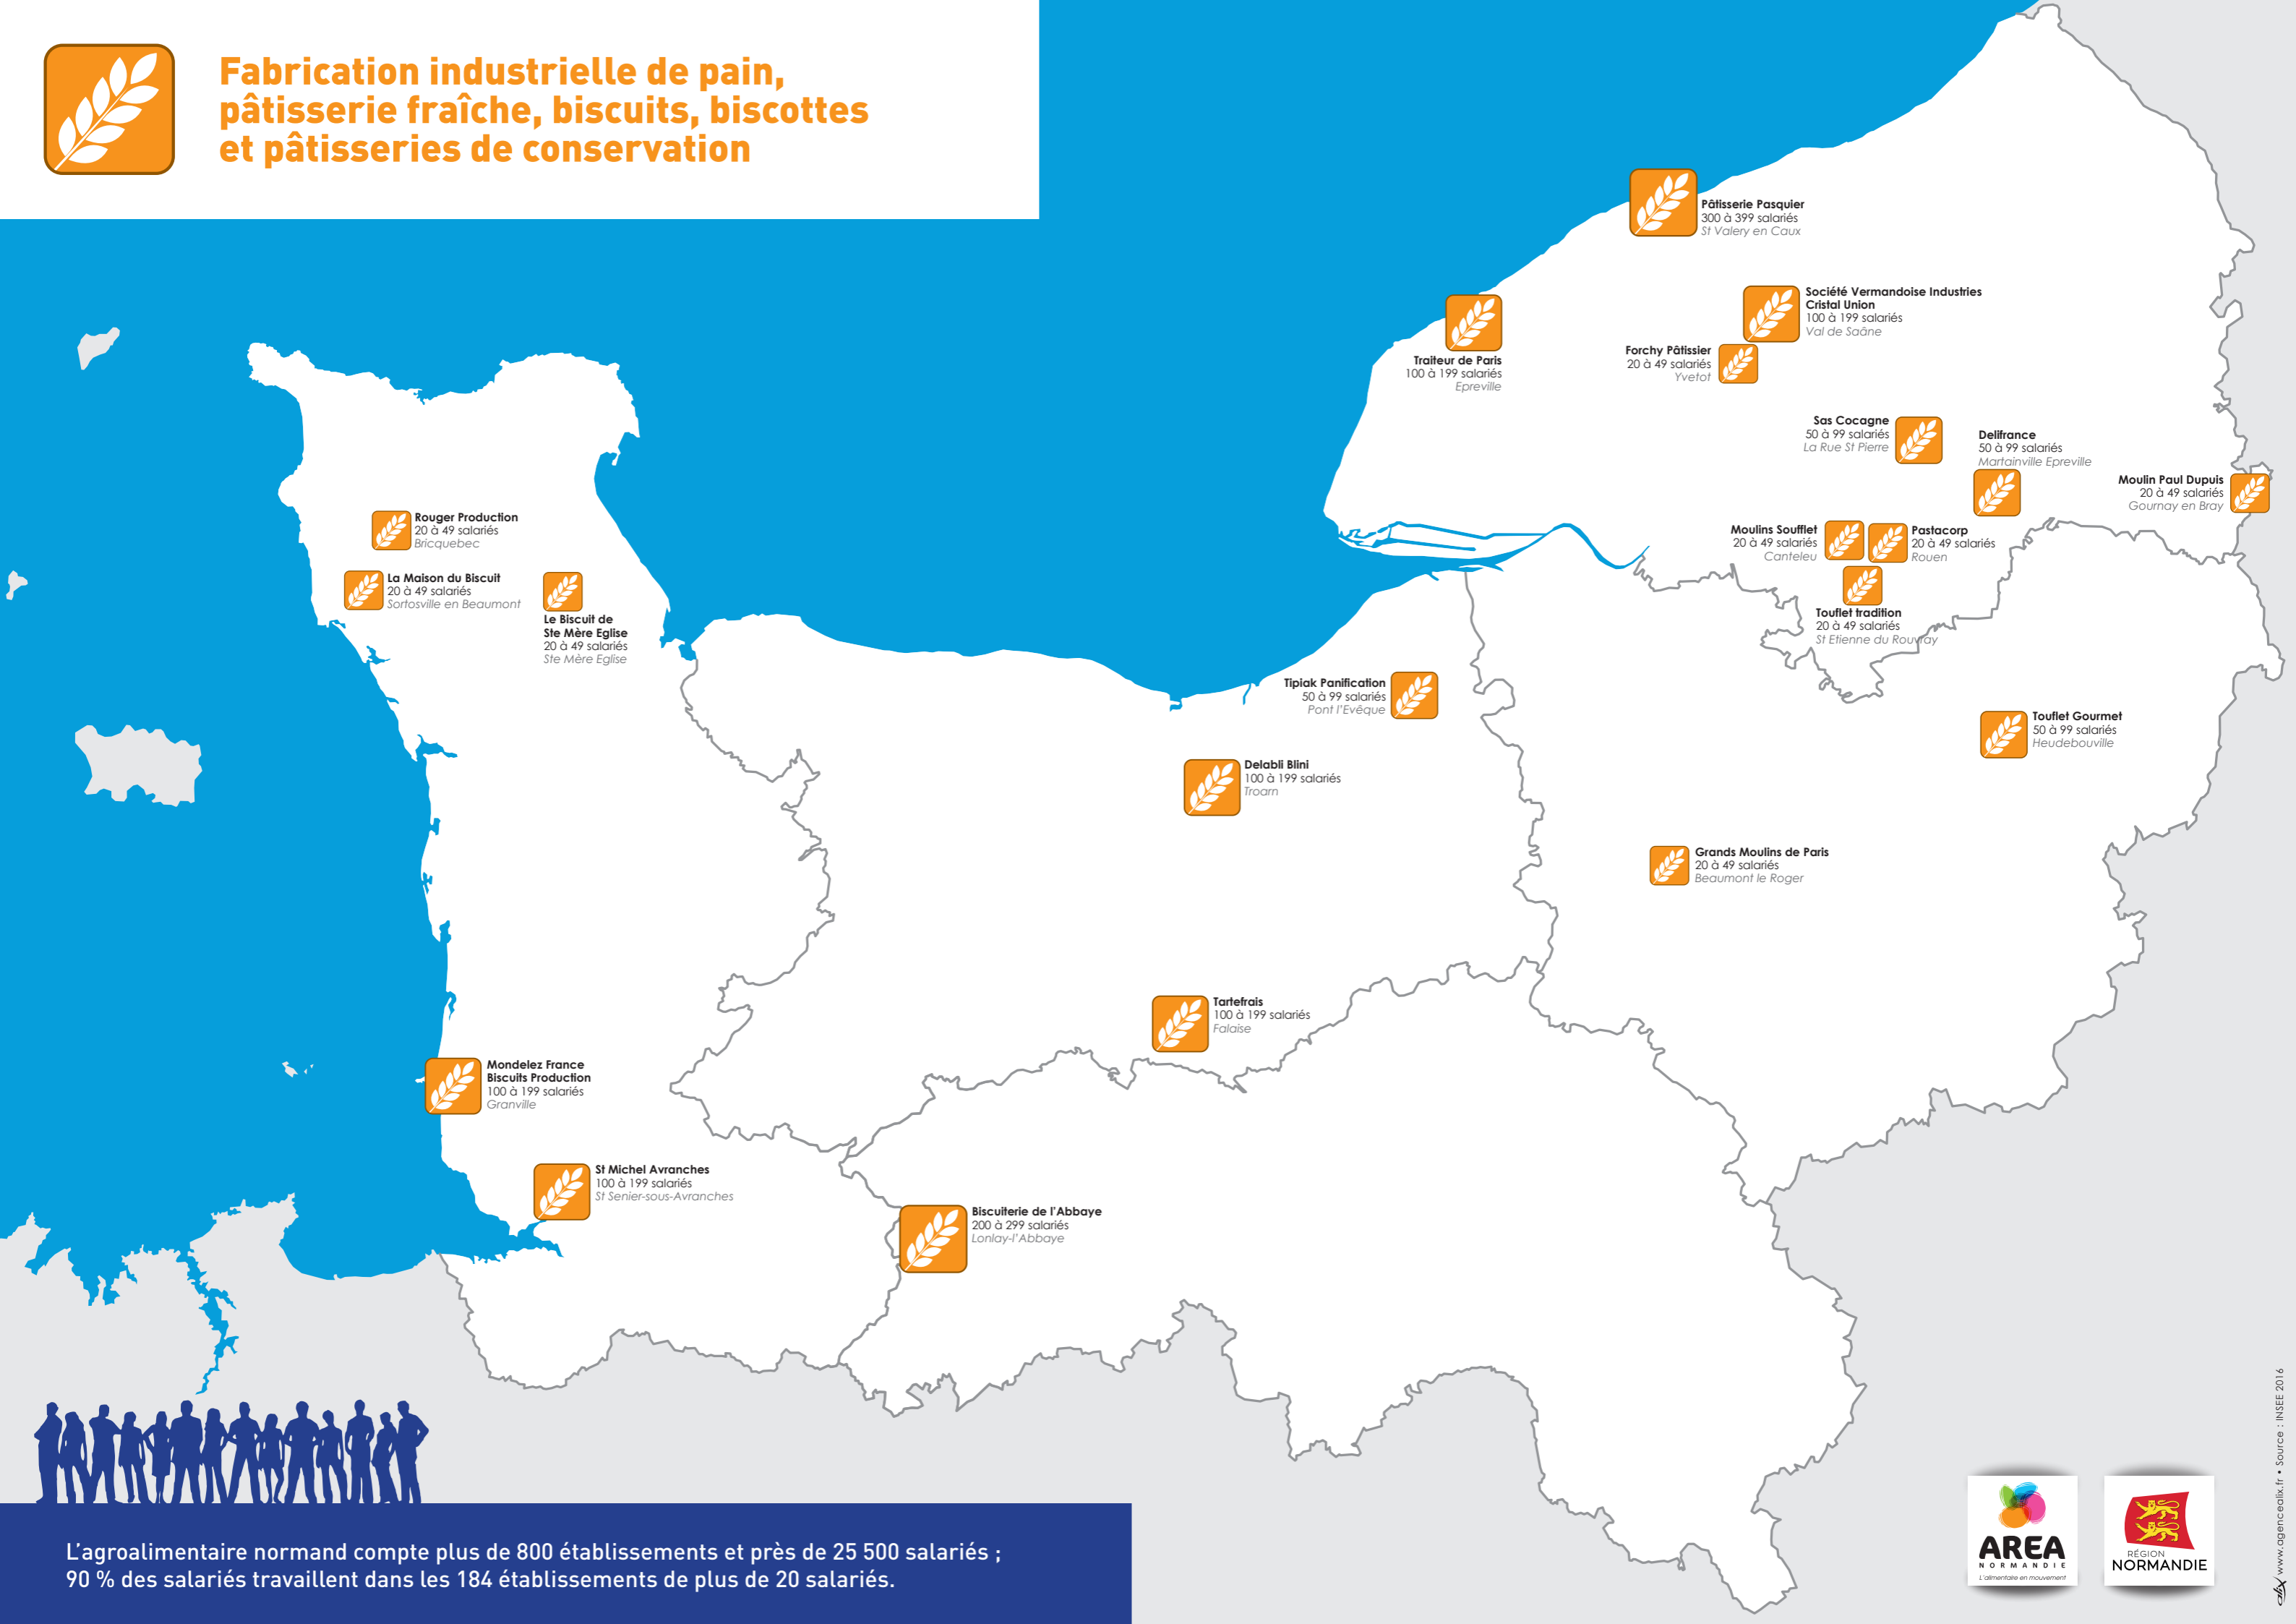 Fabrication industrielle de pain,
pâtisserie fraîche, biscuits, biscottes
et pâtisseries de conservation
Pâtisserie Pasquier
300 à 399 salariés
St Valery en Caux
Société Vermandoise Industries
Cristal Union
100 à 199 salariés
Val de Saâne
Traiteur de Paris
100 à 199 salariés
Epreville
Forchy Pâtissier
20 à 49 salariés
Yvetot
Sas Cocagne
50 à 99 salariés
La Rue St Pierre
Delifrance
50 à 99 salariés
Martainville Epreville
Moulin Paul Dupuis
20 à 49 salariés
Gournay en Bray
Moulins Soufflet
20 à 49 salariés
Canteleu
Pastacorp
20 à 49 salariés
Rouen
Touflet tradition
20 à 49 salariés
St Etienne du Rouvray
Rouger Production
20 à 49 salariés
Bricquebec
La Maison du Biscuit
20 à 49 salariés
Sortosville en Beaumont
Le Biscuit de
Ste Mère Eglise
20 à 49 salariés
Ste Mère Eglise
Tipiak Panification
50 à 99 salariés
Pont l'Evêque
Touflet Gourmet
50 à 99 salariés
Heudebouville
Delabli Blini
100 à 199 salariés
Troarn
Grands Moulins de Paris
20 à 49 salariés
Beaumont le Roger
Tartefrais
100 à 199 salariés
Falaise
Mondelez France
Biscuits Production
100 à 199 salariés
Granville
St Michel Avranches
100 à 199 salariés
St Senier-sous-Avranches
Biscuiterie de l'Abbaye
200 à 299 salariés
Lonlay-l'Abbaye
L'agroalimentaire normand compte plus de 800 établissements et près de 25 500 salariés ;
90 % des salariés travaillent dans les 184 établissements de plus de 20 salariés.
AREA
NORMANDIE
L'alimentaire en mouvement
RÉGION
NORMANDIE
alix www.agencealix.fr • Source : INSEE 2016